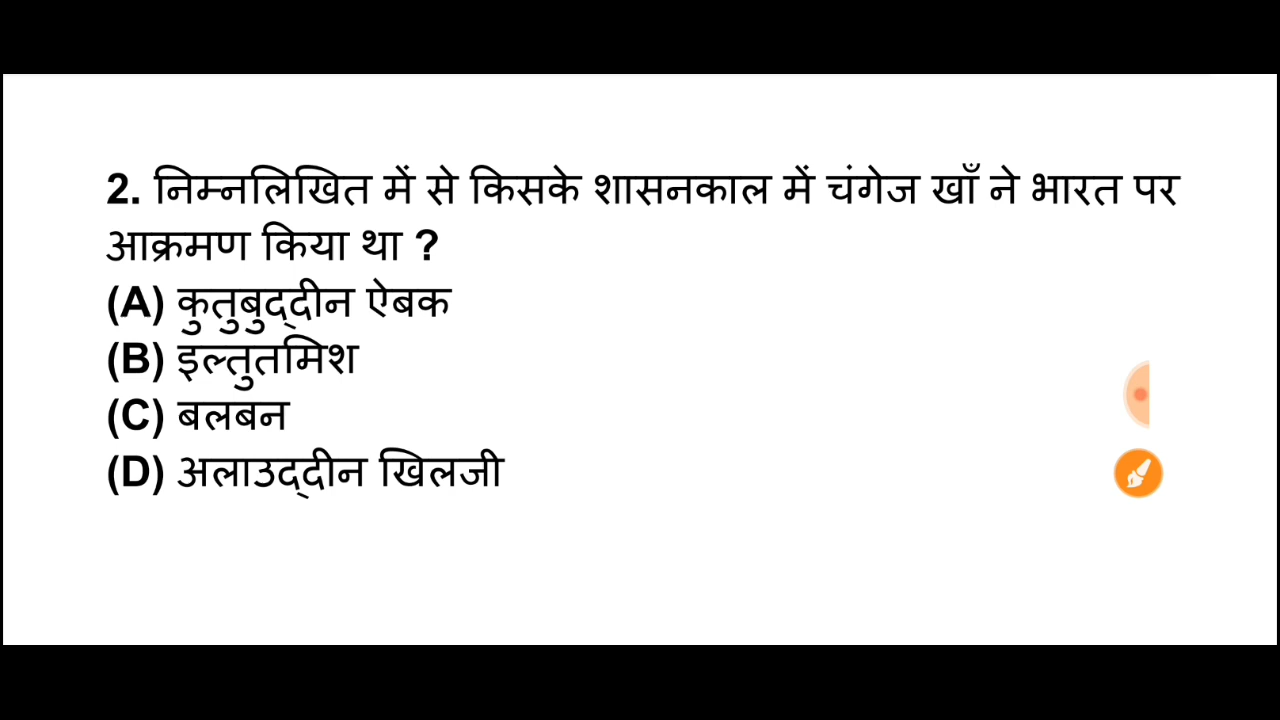 2. निम्नलिखित में से किसके शासनकाल में चंगेज खाँ ने भारत पर
आक्रमण किया था ?
(A) कुतुबुद्दीन ऐबक
(B) इल्तुतमिश
(C) बलबन
(D) अलाउद्दीन खिलजी